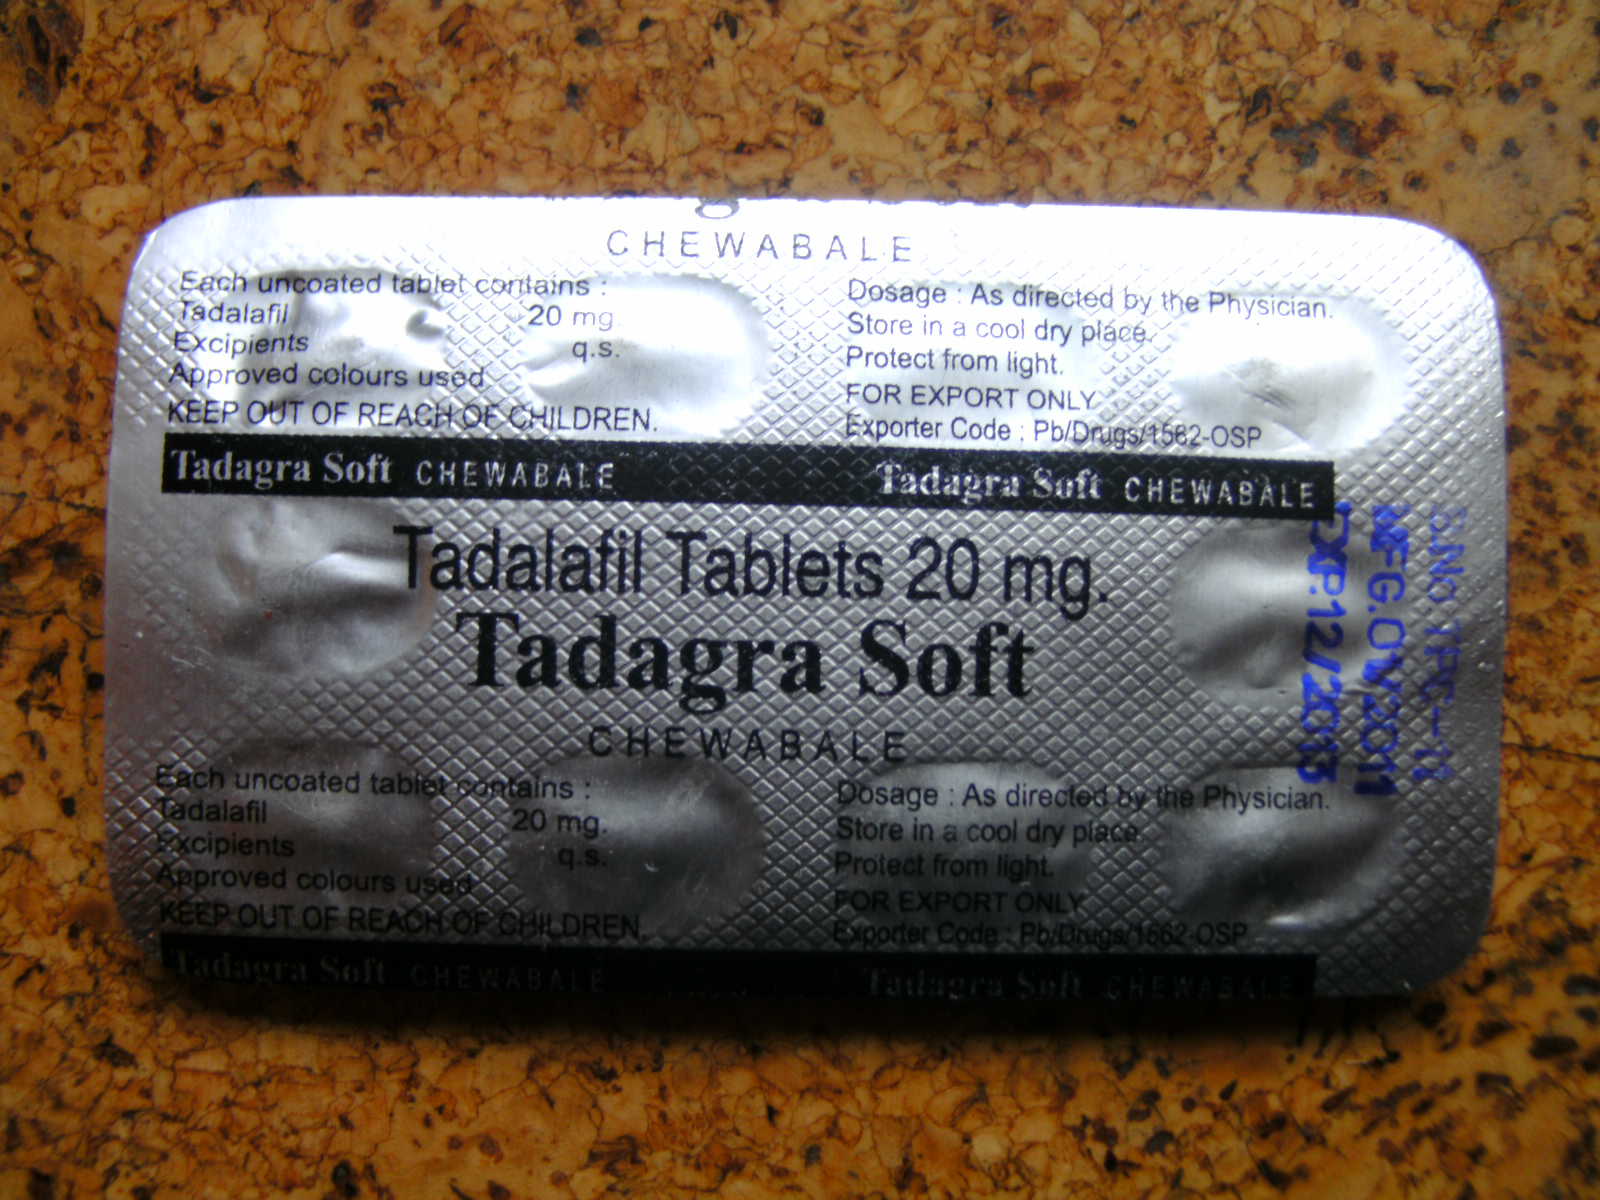 CHEWABALE
Each uncoated tablet contains :
Tadalafil 20 mg.
Excipients q.s.
Approved colours used
KEEP OUT OF REACH OF CHILDREN.
Dosage : As directed by the Physician.
Store in a cool dry place.
Protect from light.
FOR EXPORT ONLY
Exporter Code : Pb/Drugs/1562-OSP
Tadagra Soft CHEWABALE Tadagra Soft CHEWABALE
Tadalafil Tablets 20 mg.
Tadagra Soft
CHEWABALE
Each uncoated tablet contains :
Tadalafil 20 mg.
Excipients q.s.
Approved colours used
KEEP OUT OF REACH OF CHILDREN.
Dosage : As directed by the Physician.
Store in a cool dry place.
Protect from light.
FOR EXPORT ONLY
Exporter Code : Pb/Drugs/1562-OSP
Tadagra Soft CHEWABALE Tadagra Soft CHEWABALE
B.No.
MFG.01/2011
EXP.12/2013